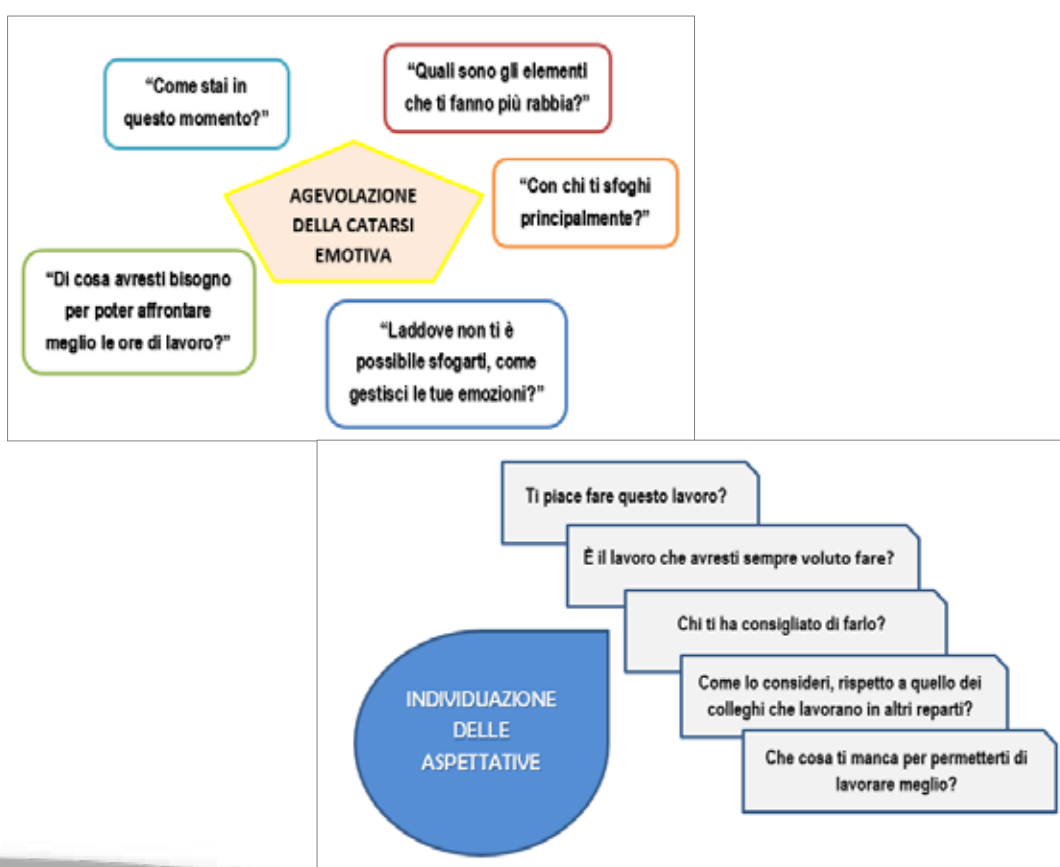 “Come stai in
questo momento?”
“Quali sono gli elementi
che ti fanno più rabbia?”
AGEVOLAZIONE
DELLA CATARSI
EMOTIVA
“Con chi ti sfoghi
principalmente?”
“Di cosa avresti bisogno
per poter affrontare
meglio le ore di lavoro?”
“Laddove non ti è
possibile sfogarti, come
gestisci le tue emozioni?”
Ti piace fare questo lavoro?
È il lavoro che avresti sempre voluto fare?
Chi ti ha consigliato di farlo?
Come lo consideri, rispetto a quello dei
colleghi che lavorano in altri reparti?
Che cosa ti manca per permetterti di
lavorare meglio?
INDIVIDUAZIONE
DELLE
ASPETTATIVE